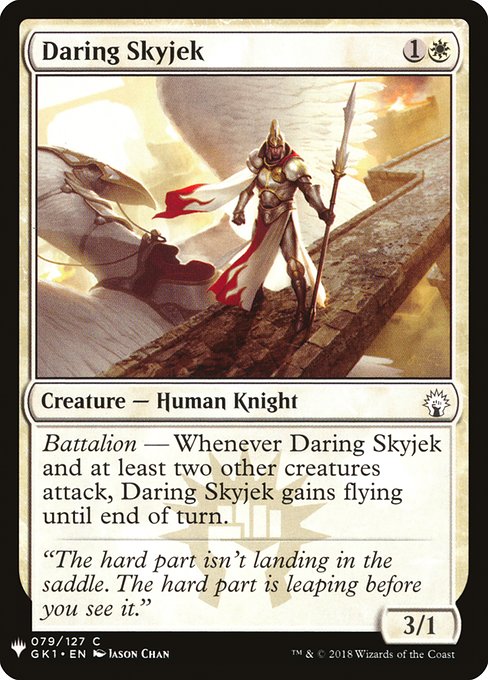 Daring Skyjek 1
Creature — Human Knight
Battalion — Whenever Daring Skyjek
and at least two other creatures
attack, Daring Skyjek gains flying
until end of turn.
“The hard part isn’t landing in the
saddle. The hard part is leaping before
you see it.”
3/1
079/127 C
GK1 • EN Jason Chan
™ & © 2018 Wizards of the Coast